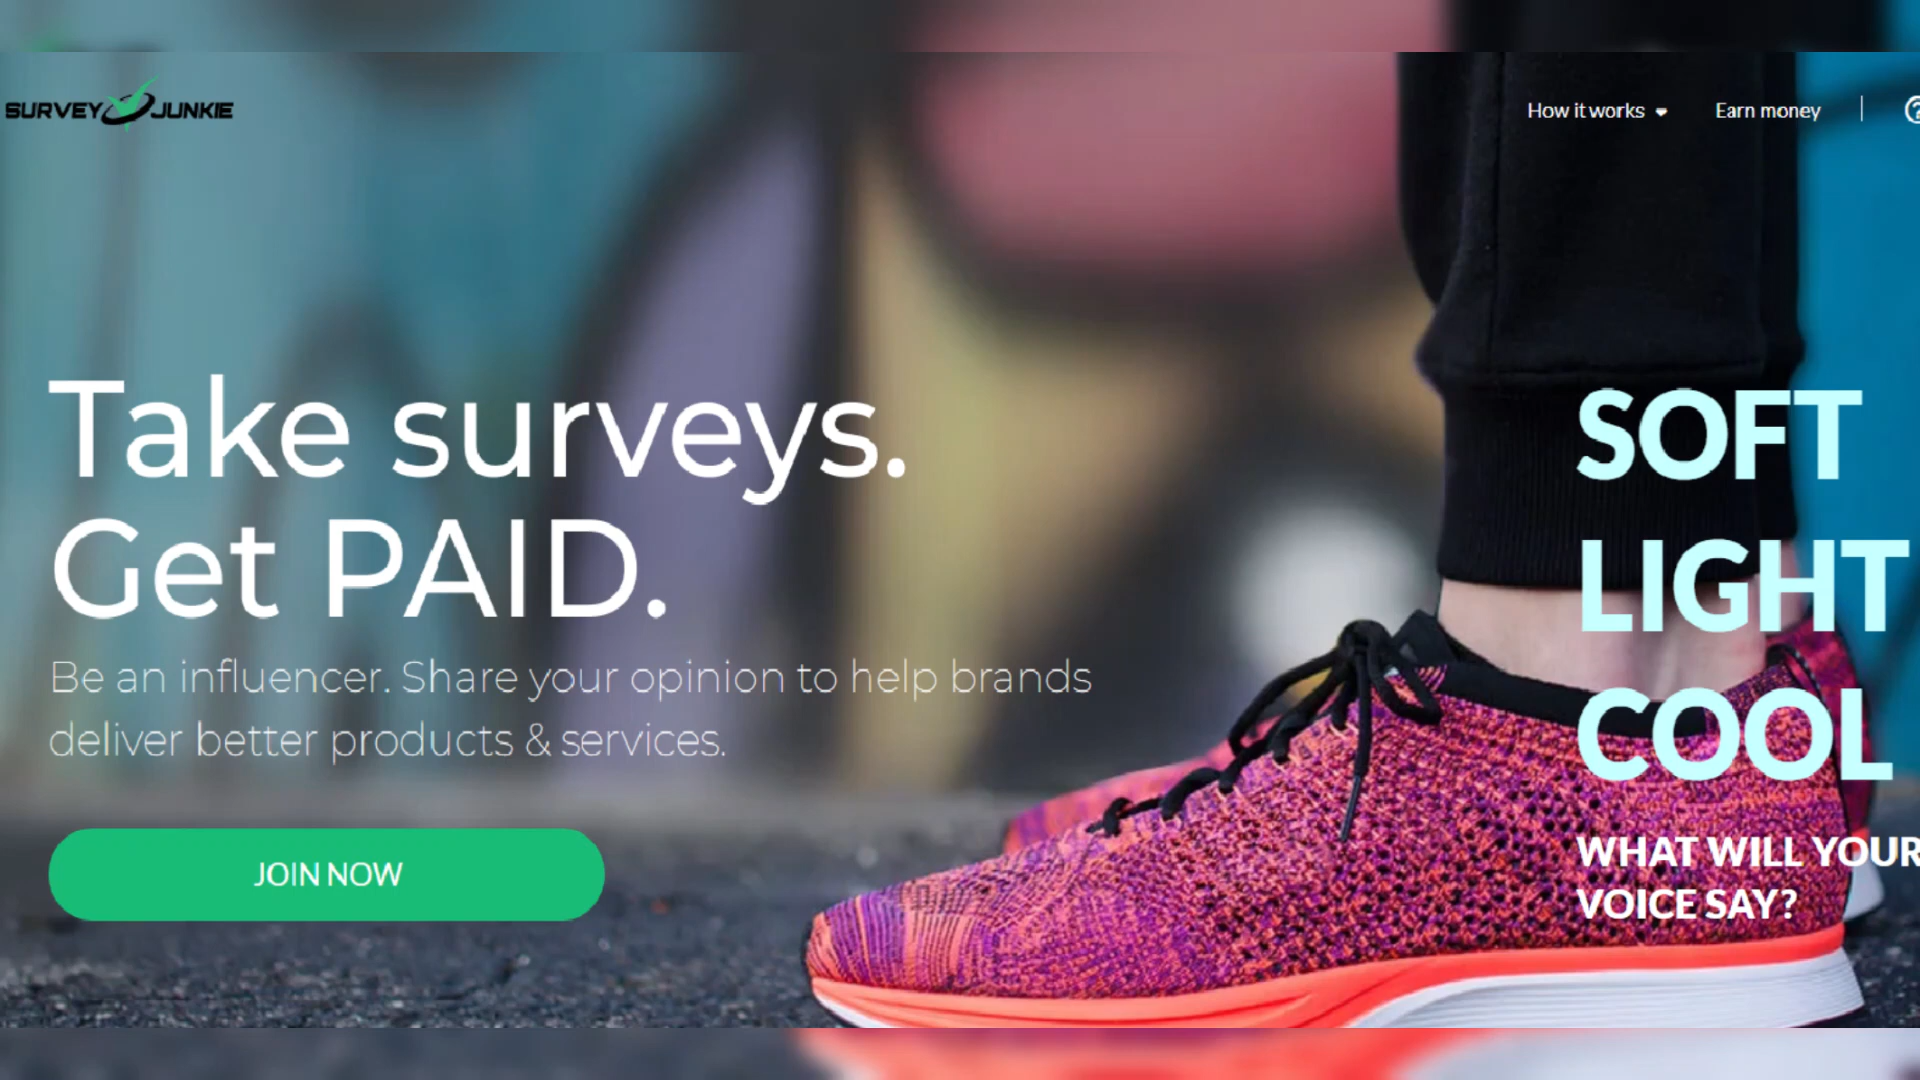 SURVEY JUNKIE
How it works
Earn money
Take surveys.
Get PAID.
Be an influencer. Share your opinion to help brands
deliver better products & services.
JOIN NOW
SOFT
LIGHT
COOL
WHAT WILL YOUR
VOICE SAY?